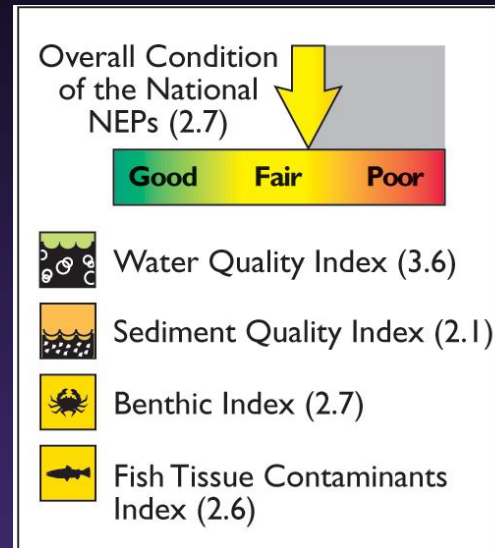 Overall Condition
of the National
NEPs (2.7)
Good Fair Poor
Water Quality Index (3.6)
Sediment Quality Index (2.1)
Benthic Index (2.7)
Fish Tissue Contaminants
Index (2.6)